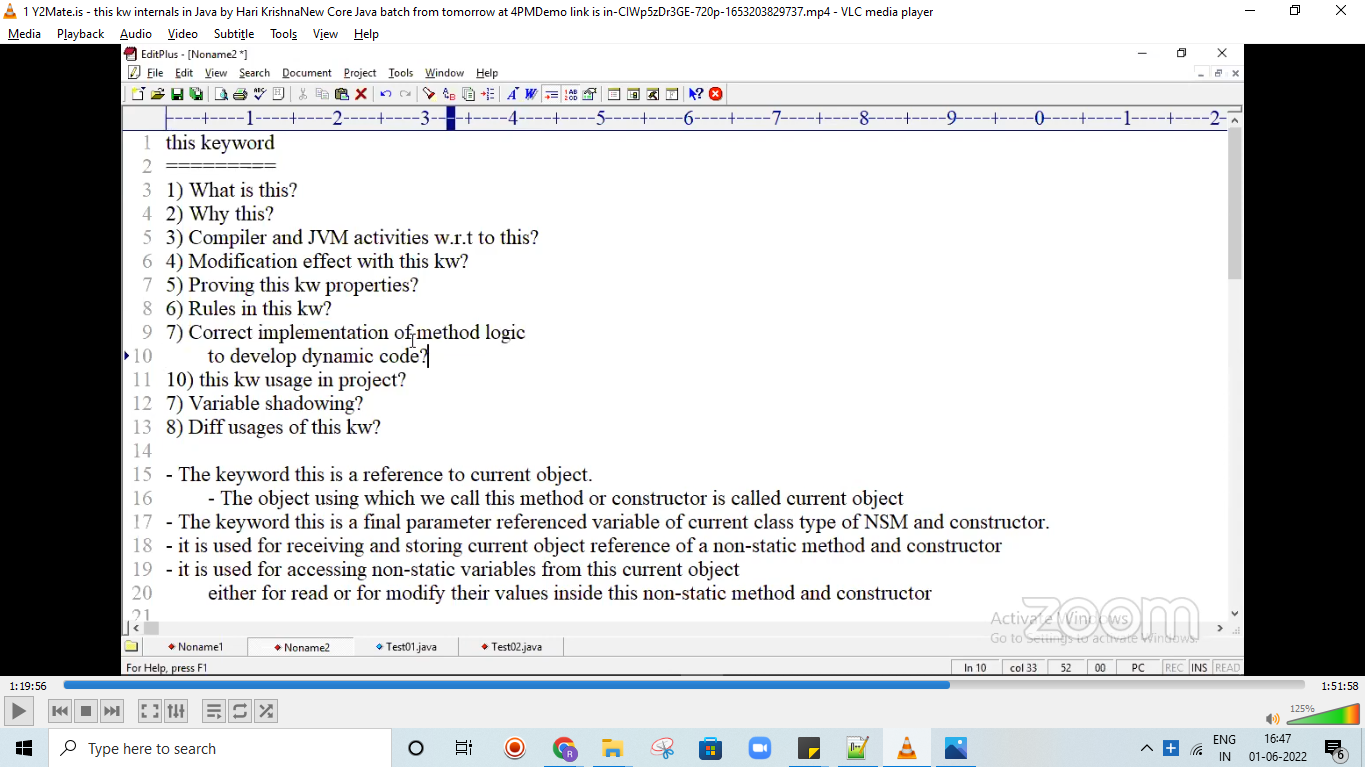 1 Y2Mate.is - this kw internals in Java by Hari KrishnaNew Core Java batch from tomorrow at 4PMDemo link is in-ClWp5zDr3GE-720p-1653203829737.mp4 - VLC media player
Media Playback Audio Video Subtitle Tools View Help
EditPlus - [Noname2 *]
File Edit View Search Document Project Tools Window Help
----+----1----+----2----+----3----+----4----+----5----+----6----+----7----+----8----+----9----+----0----+----1----+----2-
1 this keyword
2 =========
3 1) What is this?
4 2) Why this?
5 3) Compiler and JVM activities w.r.t to this?
6 4) Modification effect with this kw?
7 5) Proving this kw properties?
8 6) Rules in this kw?
9 7) Correct implementation of method logic
10 to develop dynamic code?
11 10) this kw usage in project?
12 7) Variable shadowing?
13 8) Diff usages of this kw?
14
15 - The keyword this is a reference to current object.
16 - The object using which we call this method or constructor is called current object
17 - The keyword this is a final parameter referenced variable of current class type of NSM and constructor.
18 - it is used for receiving and storing current object reference of a non-static method and constructor
19 - it is used for accessing non-static variables from this current object
20 either for read or for modify their values inside this non-static method and constructor
21
Activate Windows
Go to Settings to activate Windows.
zoom
Noname1 Noname2 Test01.java Test02.java
For Help, press F1 ln 10 col 33 52 00 PC REC INS READ
1:19:56 1:51:58
125%
Type here to search
ENG
IN
16:47
01-06-2022
6